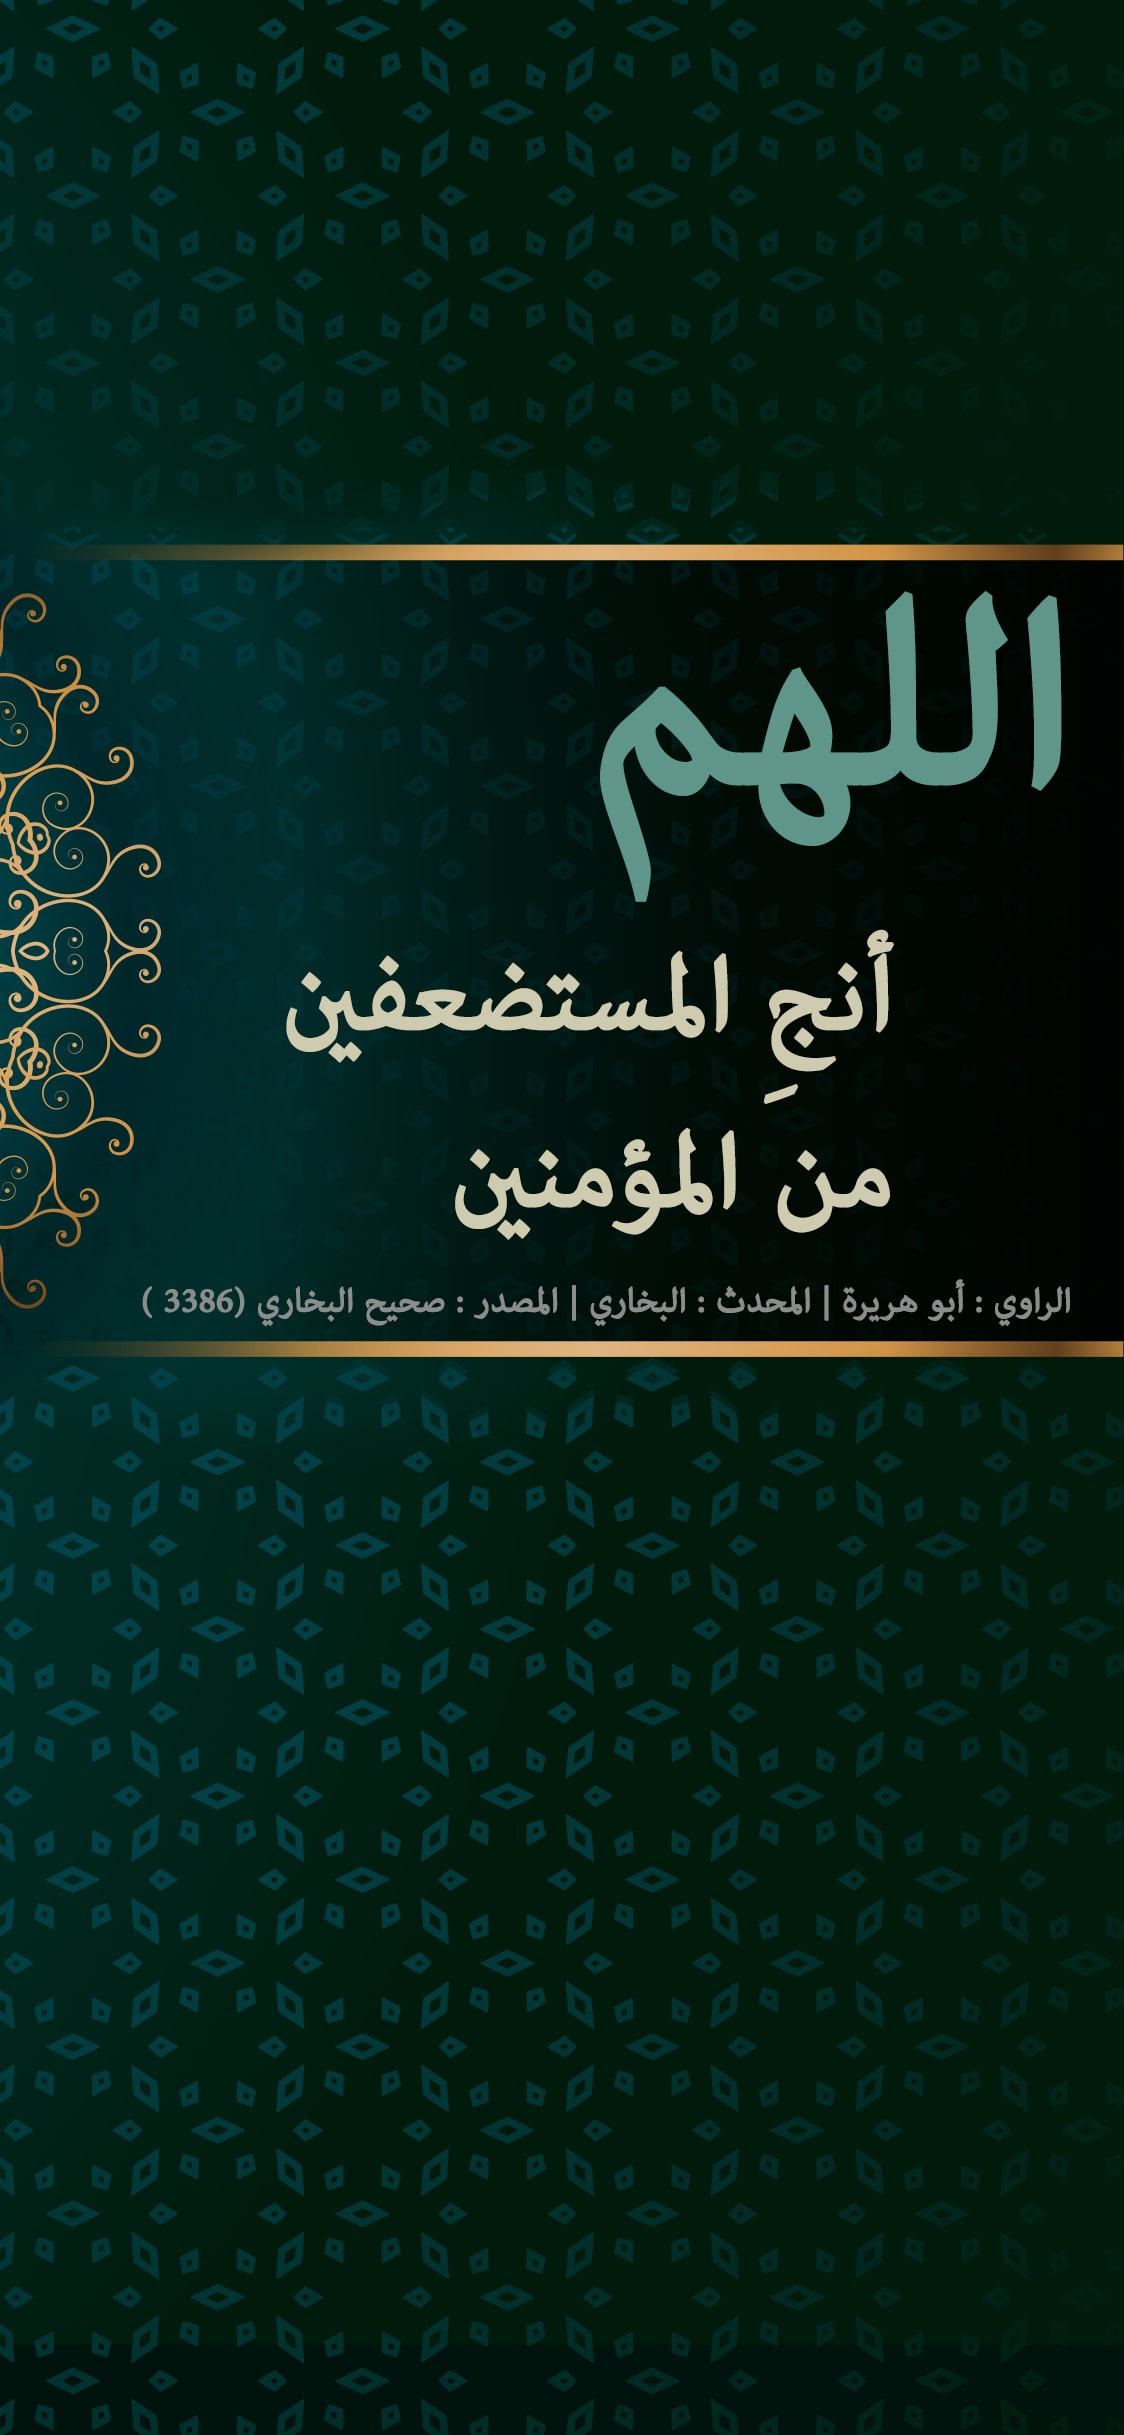 اللهم
أنجِ المستضعفين
من المؤمنين
الراوي : أبو هريرة | المحدث : البخاري | المصدر : صحيح البخاري (3386 )